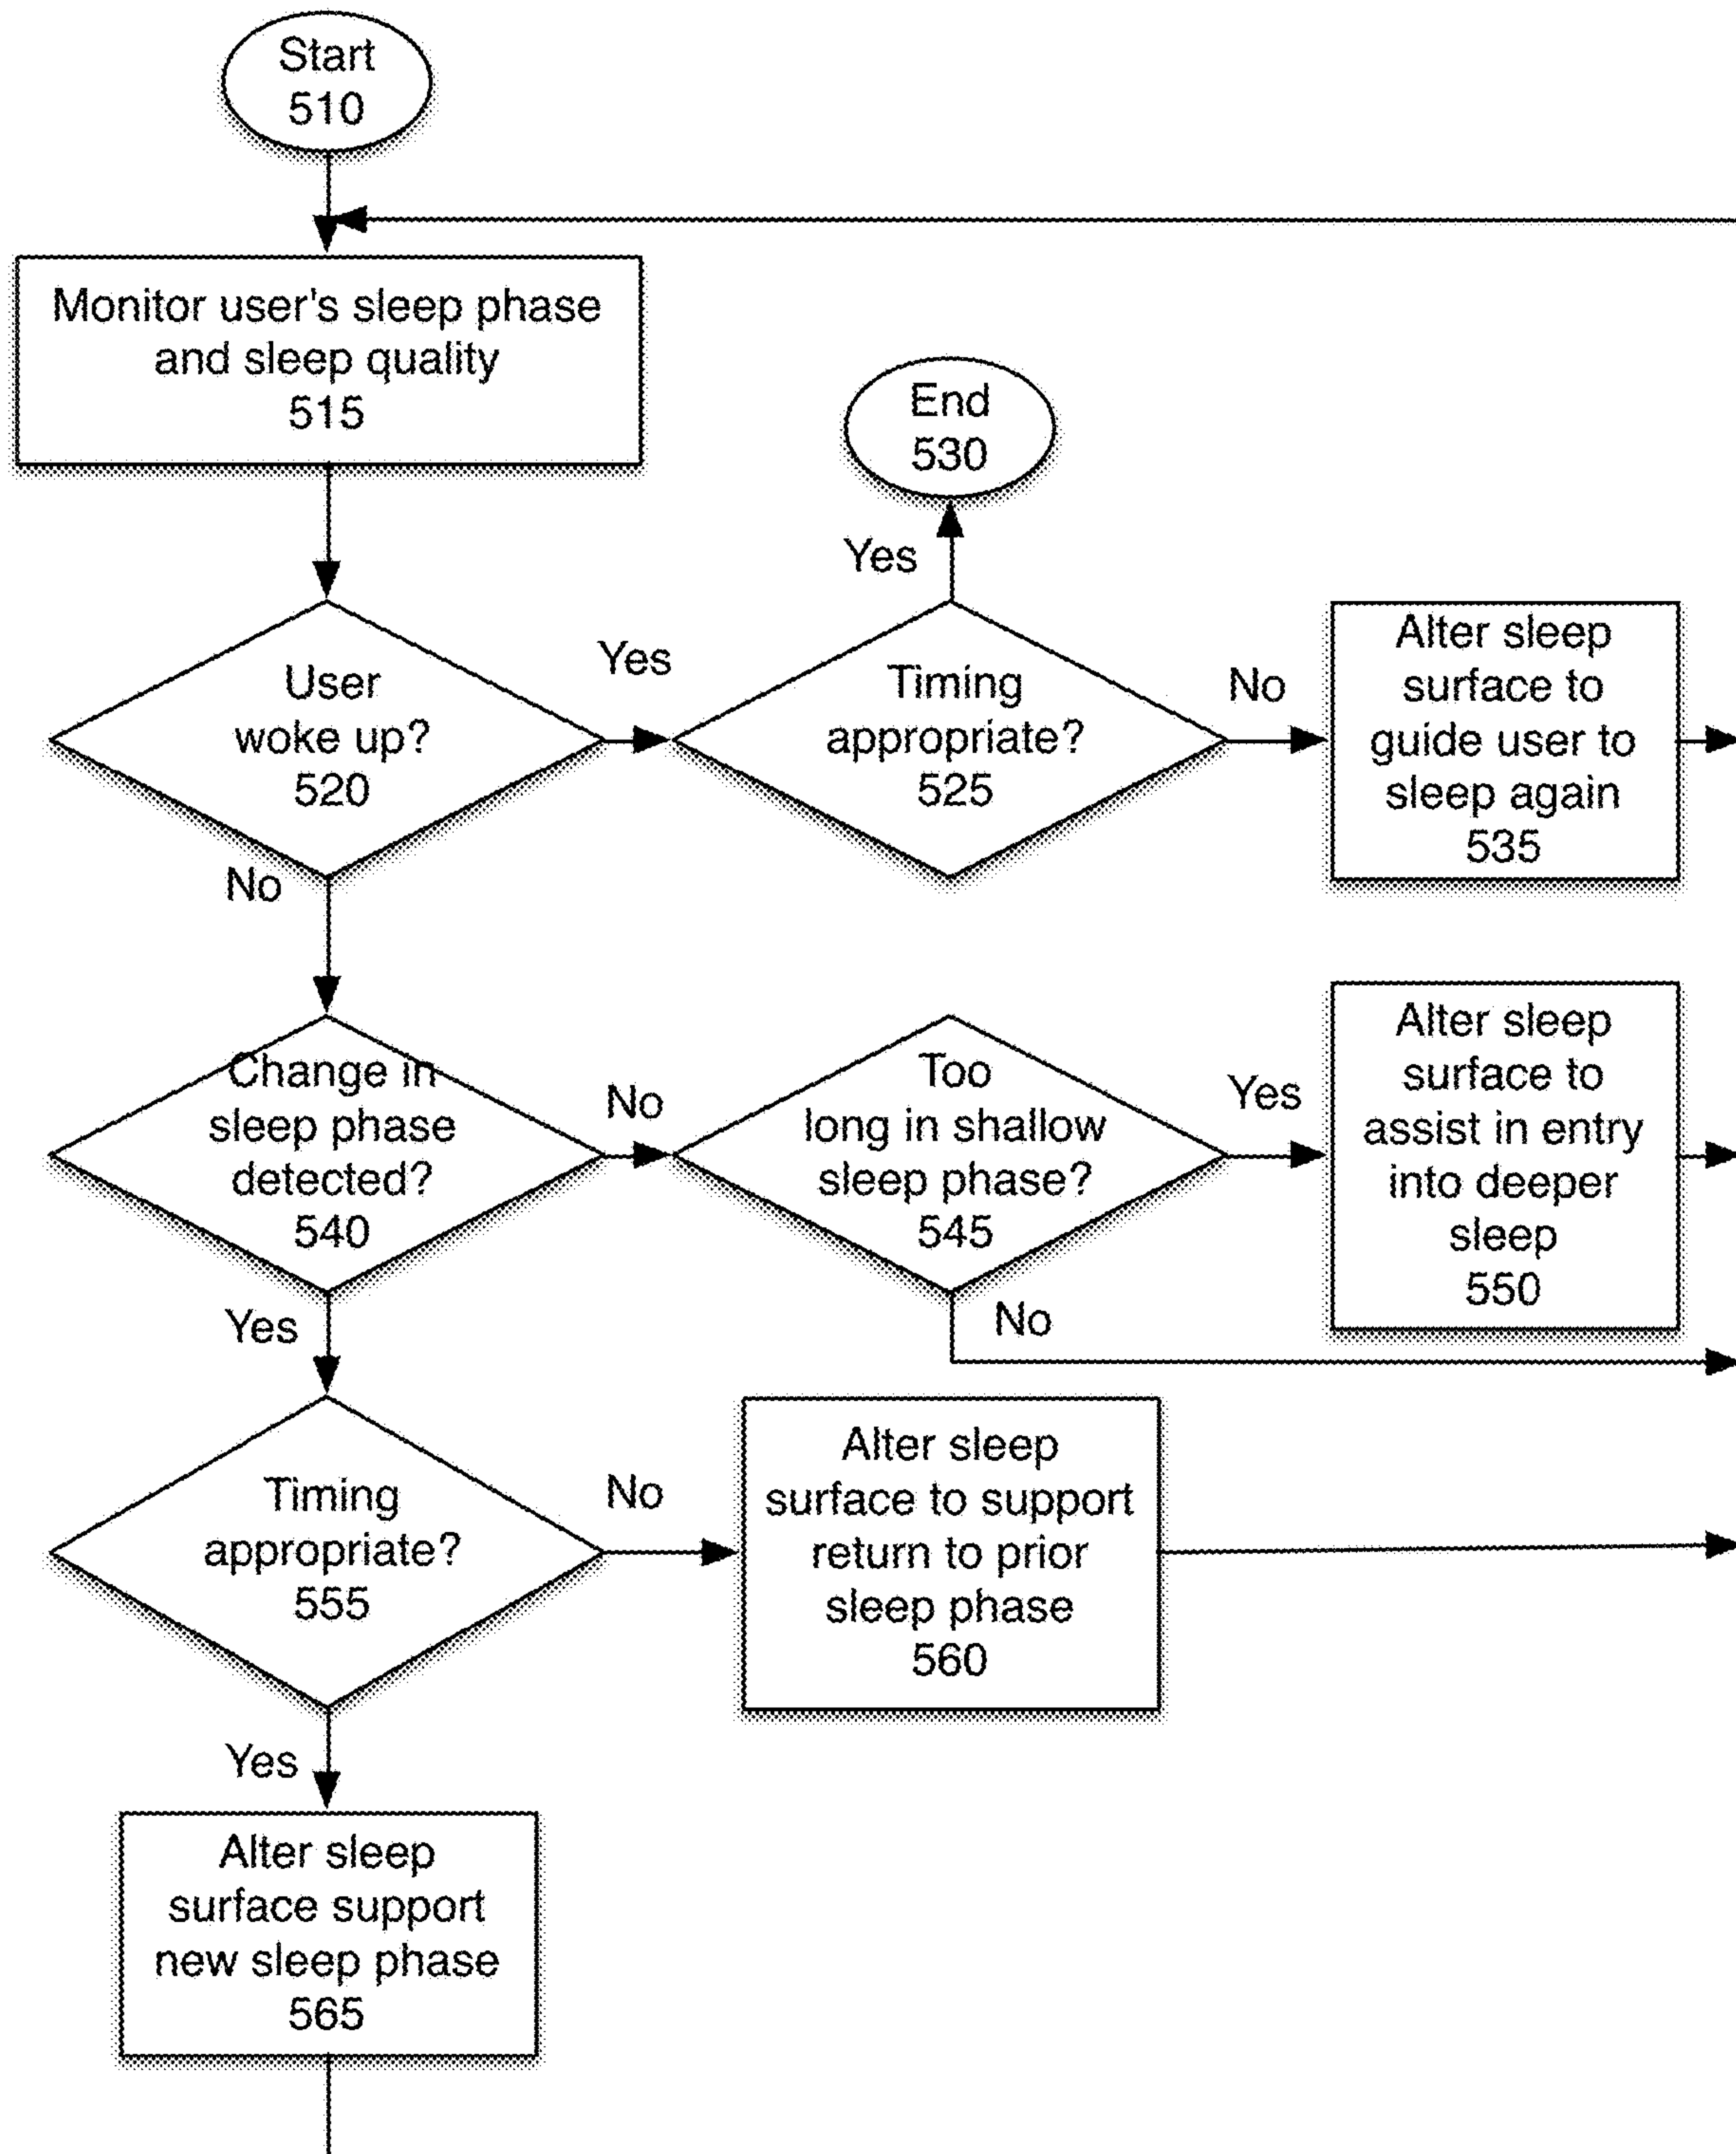 Start
510
Monitor user's sleep phase
and sleep quality
515
End
530
Yes
User
woke up?
520
Yes
Timing
appropriate?
525
No
Alter sleep
surface to
guide user to
sleep again
535
No
Change in
sleep phase
detected?
540
No
Too
long in shallow
sleep phase?
545
Yes
Alter sleep
surface to
assist in entry
into deeper
sleep
550
Yes
No
Timing
appropriate?
555
No
Alter sleep
surface to support
return to prior
sleep phase
560
Yes
Alter sleep
surface support
new sleep phase
565